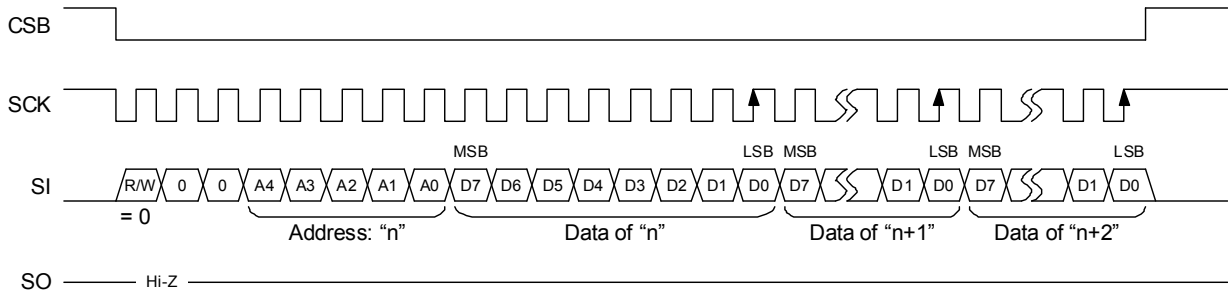 CSB
SCK
MSB LSB MSB LSB MSB LSB
SI R/W 0 0 A4 A3 A2 A1 A0 D7 D6 D5 D4 D3 D2 D1 D0 D7 D1 D0 D7 D1 D0
= 0
Address: “n” Data of “n” Data of “n+1” Data of “n+2”
SO Hi-Z